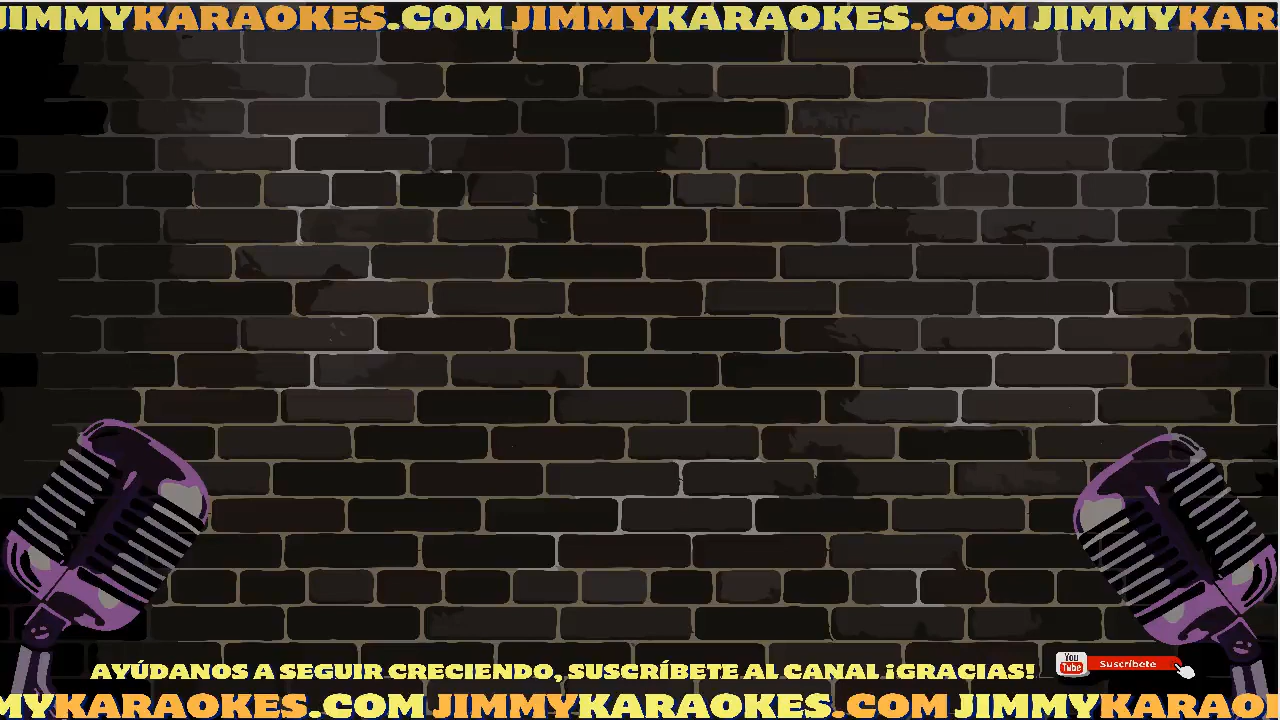 JIMMYKARAOKES.COM JIMMYKARAOKES.COM JIMMYKAR
AYÚDANOS A SEGUIR CRECIENDO, SUSCRÍBETE AL CANAL ¡GRACIAS!
You Tube Suscríbete
MYKARAOKES.COM JIMMYKARAOKES.COM JIMMYKARAO